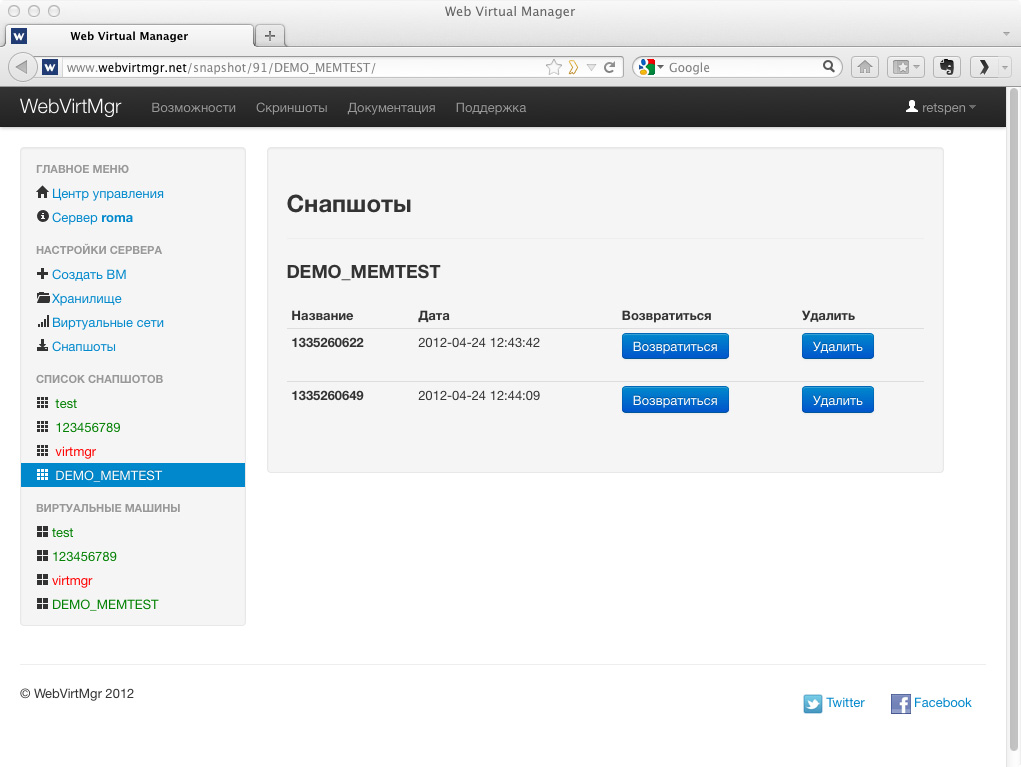 Web Virtual Manager
Web Virtual Manager
www.webvirtmgr.net/snapshot/91/DEMO_MEMTEST/
Google
WebVirtMgr Возможности Скриншоты Документация Поддержка retspen
ГЛАВНОЕ МЕНЮ
Центр управления
Сервер roma
НАСТРОЙКИ СЕРВЕРА
Создать ВМ
Хранилище
Виртуальные сети
Снапшоты
СПИСОК СНАПШОТОВ
test
123456789
virtmgr
DEMO_MEMTEST
ВИРТУАЛЬНЫЕ МАШИНЫ
test
123456789
virtmgr
DEMO_MEMTEST
Снапшоты
DEMO_MEMTEST
Название Дата Возвратиться Удалить
1335260622 2012-04-24 12:43:42 Возвратиться Удалить
1335260649 2012-04-24 12:44:09 Возвратиться Удалить
© WebVirtMgr 2012
Twitter Facebook